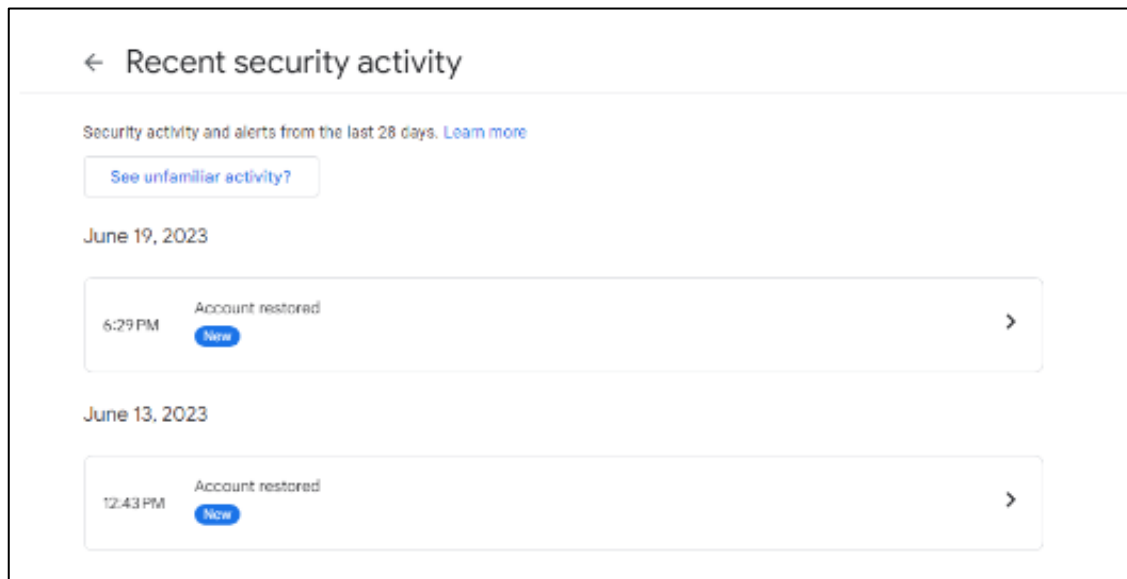 Recent security activity
Security activity and alerts from the last 28 days. Learn more
See unfamiliar activity?
June 19, 2023
6:29 PM
Account restored
New
June 13, 2023
12:43 PM
Account restored
New